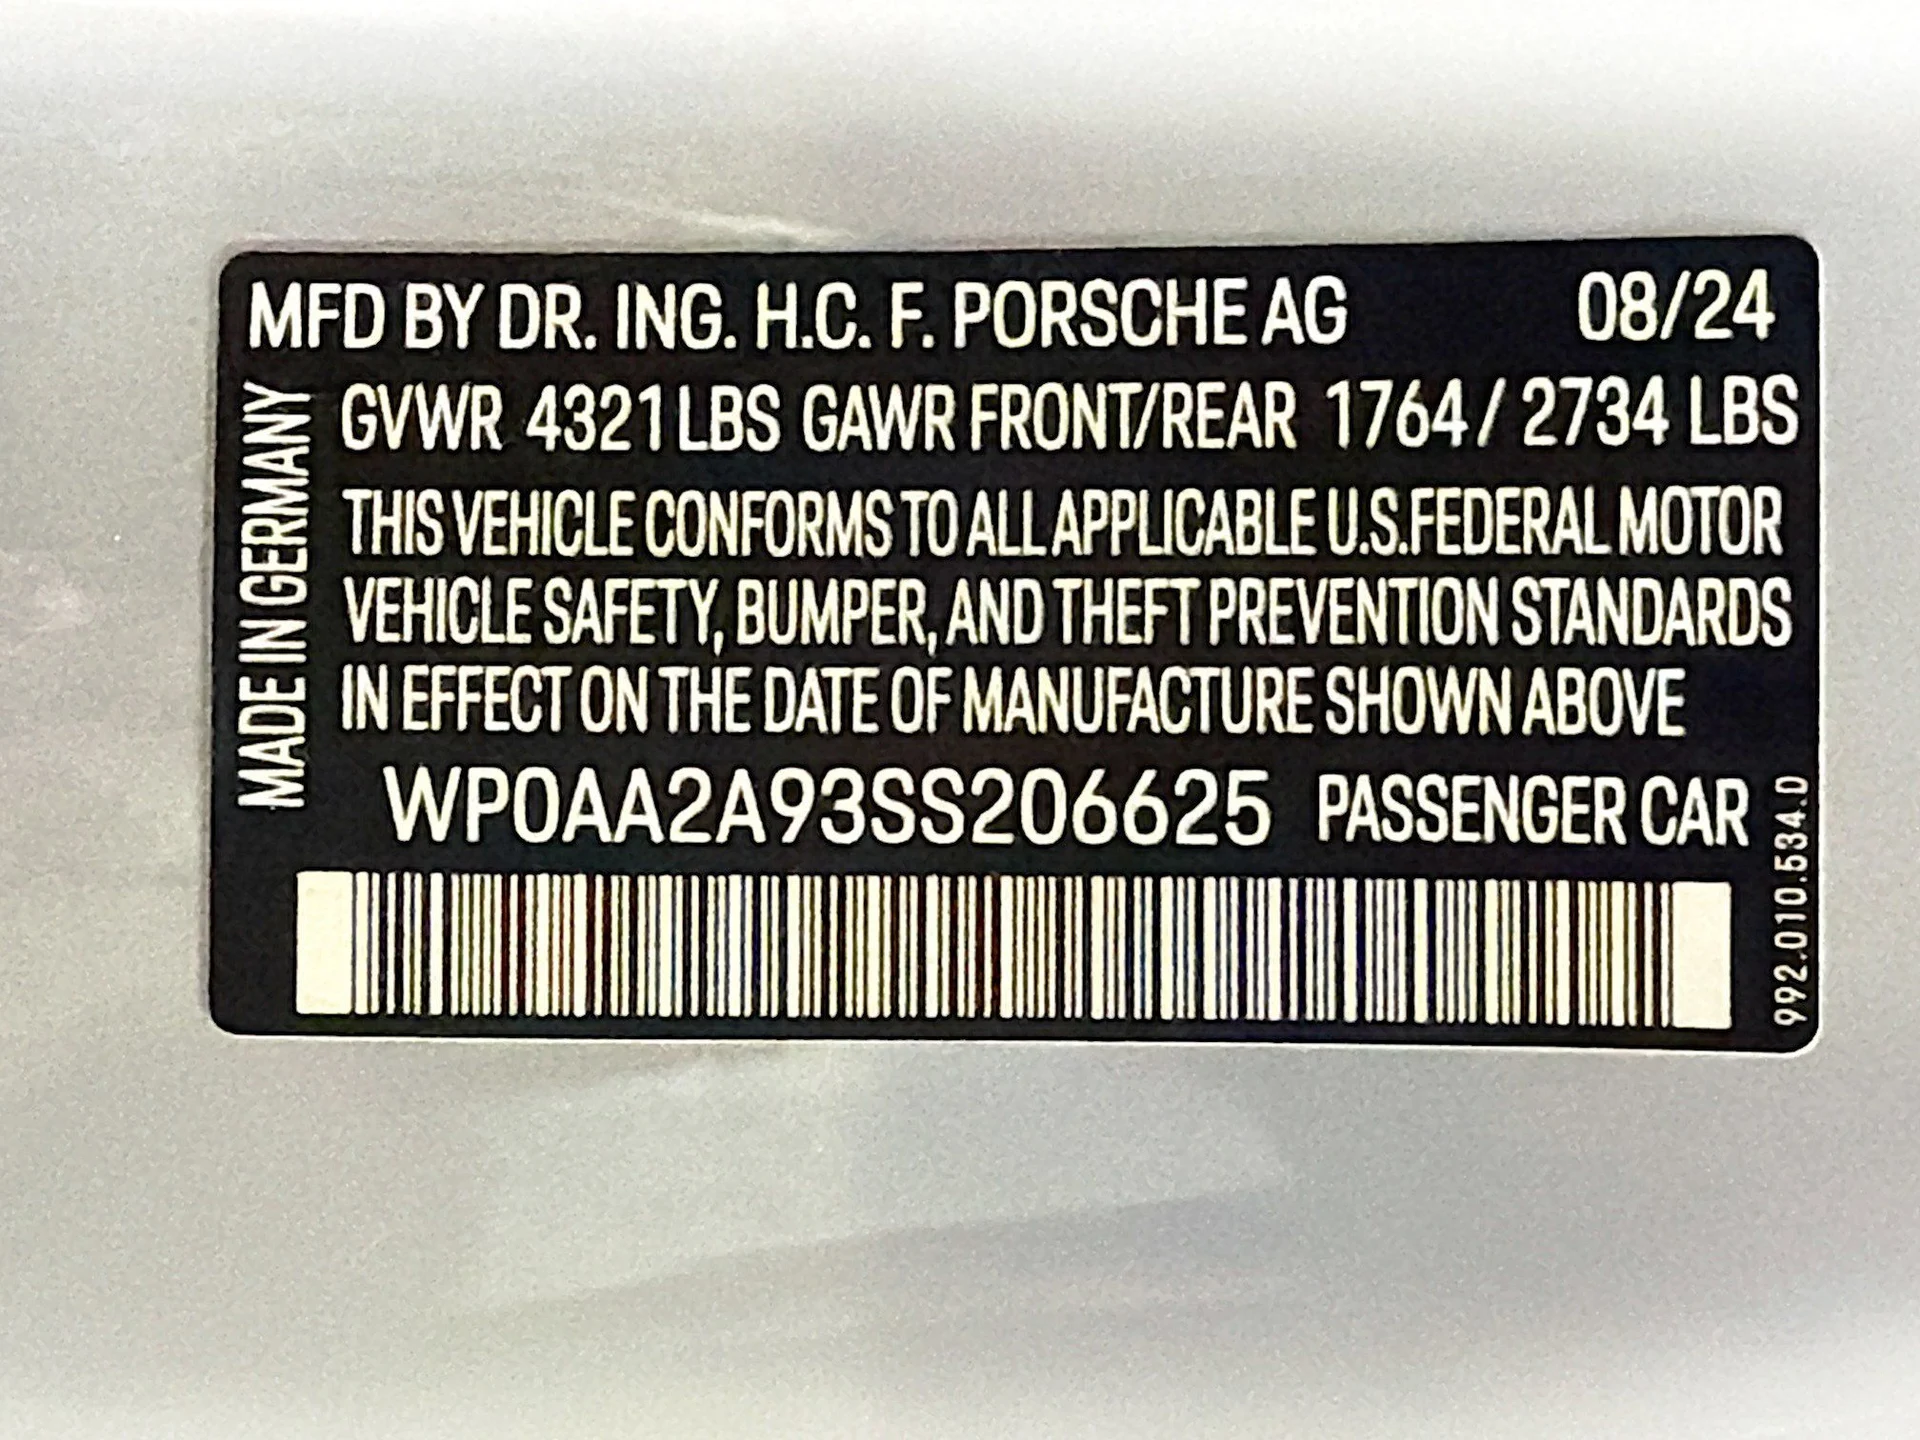 MFD BY DR. ING. H.C. F. PORSCHE AG 08/24
GVWR 4321 LBS GAWR FRONT/REAR 1764 / 2734 LBS
THIS VEHICLE CONFORMS TO ALL APPLICABLE U.S.FEDERAL MOTOR
VEHICLE SAFETY, BUMPER, AND THEFT PREVENTION STANDARDS
IN EFFECT ON THE DATE OF MANUFACTURE SHOWN ABOVE
WP0AA2A93SS206625 PASSENGER CAR
MADE IN GERMANY
992.010.534.0